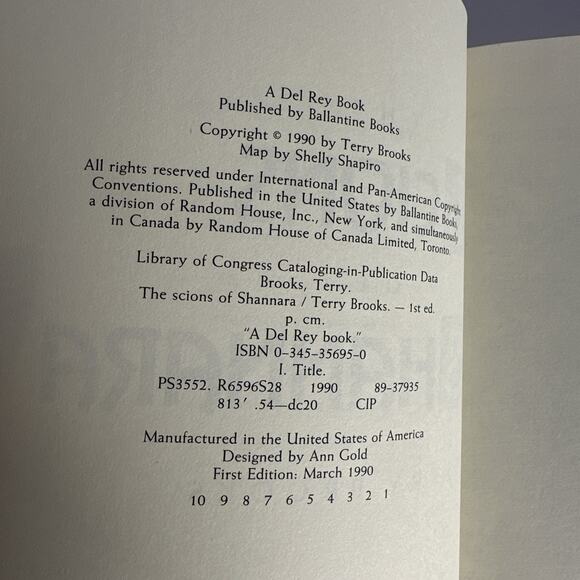 A Del Rey Book
Published by Ballantine Books
Copyright © 1990 by Terry Brooks
Map by Shelly Shapiro
All rights reserved under International and Pan-American Copyright
Conventions. Published in the United States by Ballantine Books,
a division of Random House, Inc., New York, and simultaneously
in Canada by Random House of Canada Limited, Toronto.
Library of Congress Cataloging-in-Publication Data
Brooks, Terry.
The scions of Shannara / Terry Brooks. — 1st ed.
p. cm.
"A Del Rey book."
ISBN 0–345–35695–0
I. Title.
PS3552. R6596S28 1990 89–37935
813′ .54—dc20 CIP
Manufactured in the United States of America
Designed by Ann Gold
First Edition: March 1990
10 9 8 7 6 5 4 3 2 1